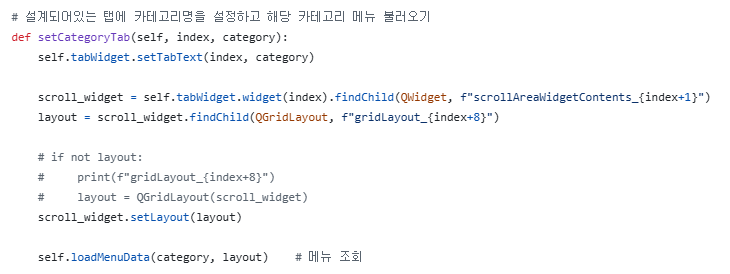 # 설계되어있는 탭에 카테고리명을 설정하고 해당 카테고리 메뉴 불러오기
def setCategoryTab(self, index, category):
    self.tabWidget.setTabText(index, category)

    scroll_widget = self.tabWidget.widget(index).findChild(QWidget, f"scrollAreaWidgetContents_{index+1}")
    layout = scroll_widget.findChild(QGridLayout, f"gridLayout_{index+8}")

    # if not layout:
    #     print(f"gridLayout_{index+8}")
    #     layout = QGridLayout(scroll_widget)
    scroll_widget.setLayout(layout)

    self.loadMenuData(category, layout)    # 메뉴 조회